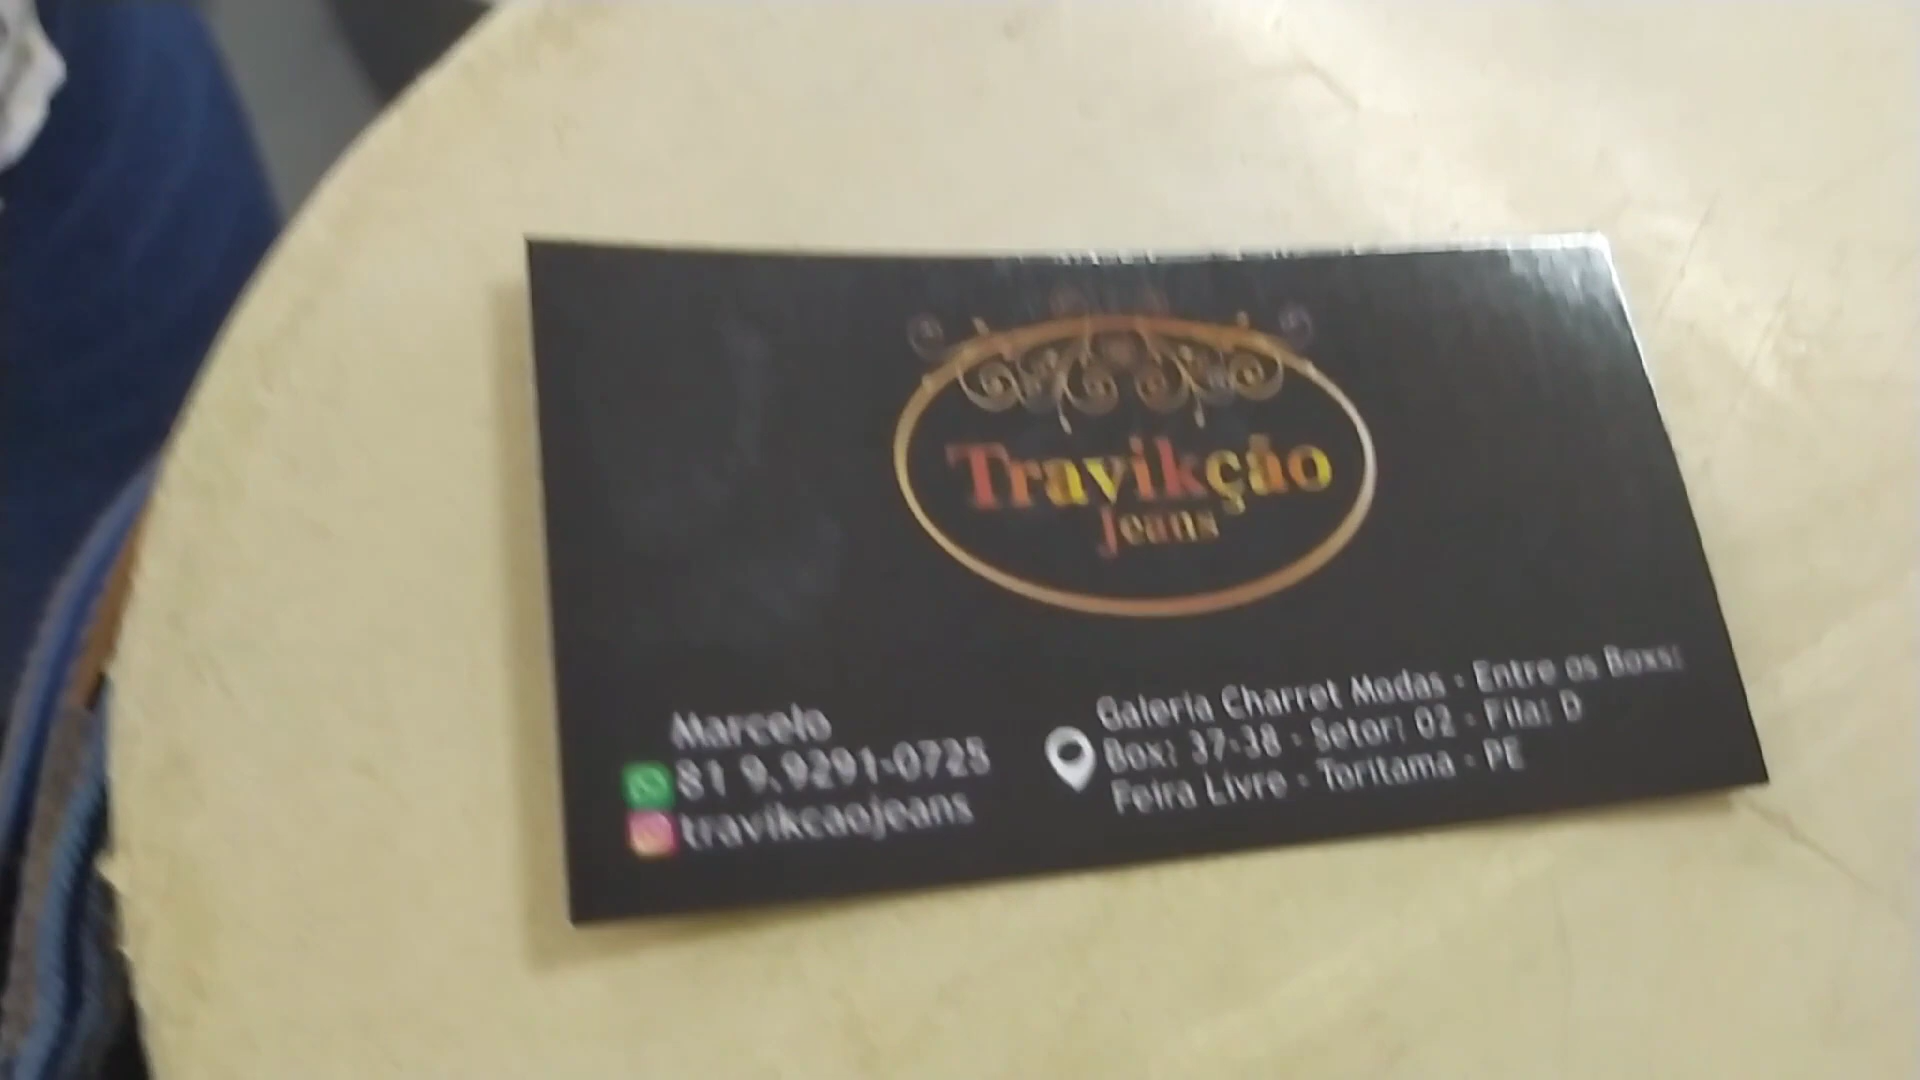 Travikção
Jeans
Marcelo
81 9.9291-0725
travikcaojeans
Galeria Charret Modas - Entre os Boxs:
Box: 37-38 - Setor: 02 - Fila: D
Feira Livre - Toritama - PE